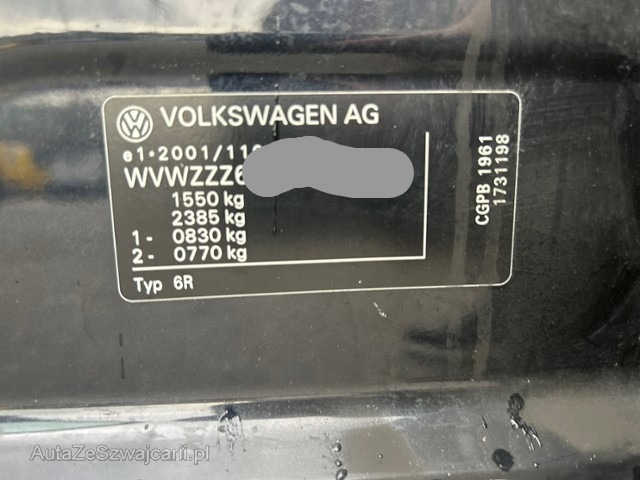 VOLKSWAGEN AG
e1*2001/11
WVWZZZ6
1550 kg
2385 kg
1- 0830 kg
2- 0770 kg
Typ 6R
CGPB 1961
1731198
AutaZeSzwajcarii.pl